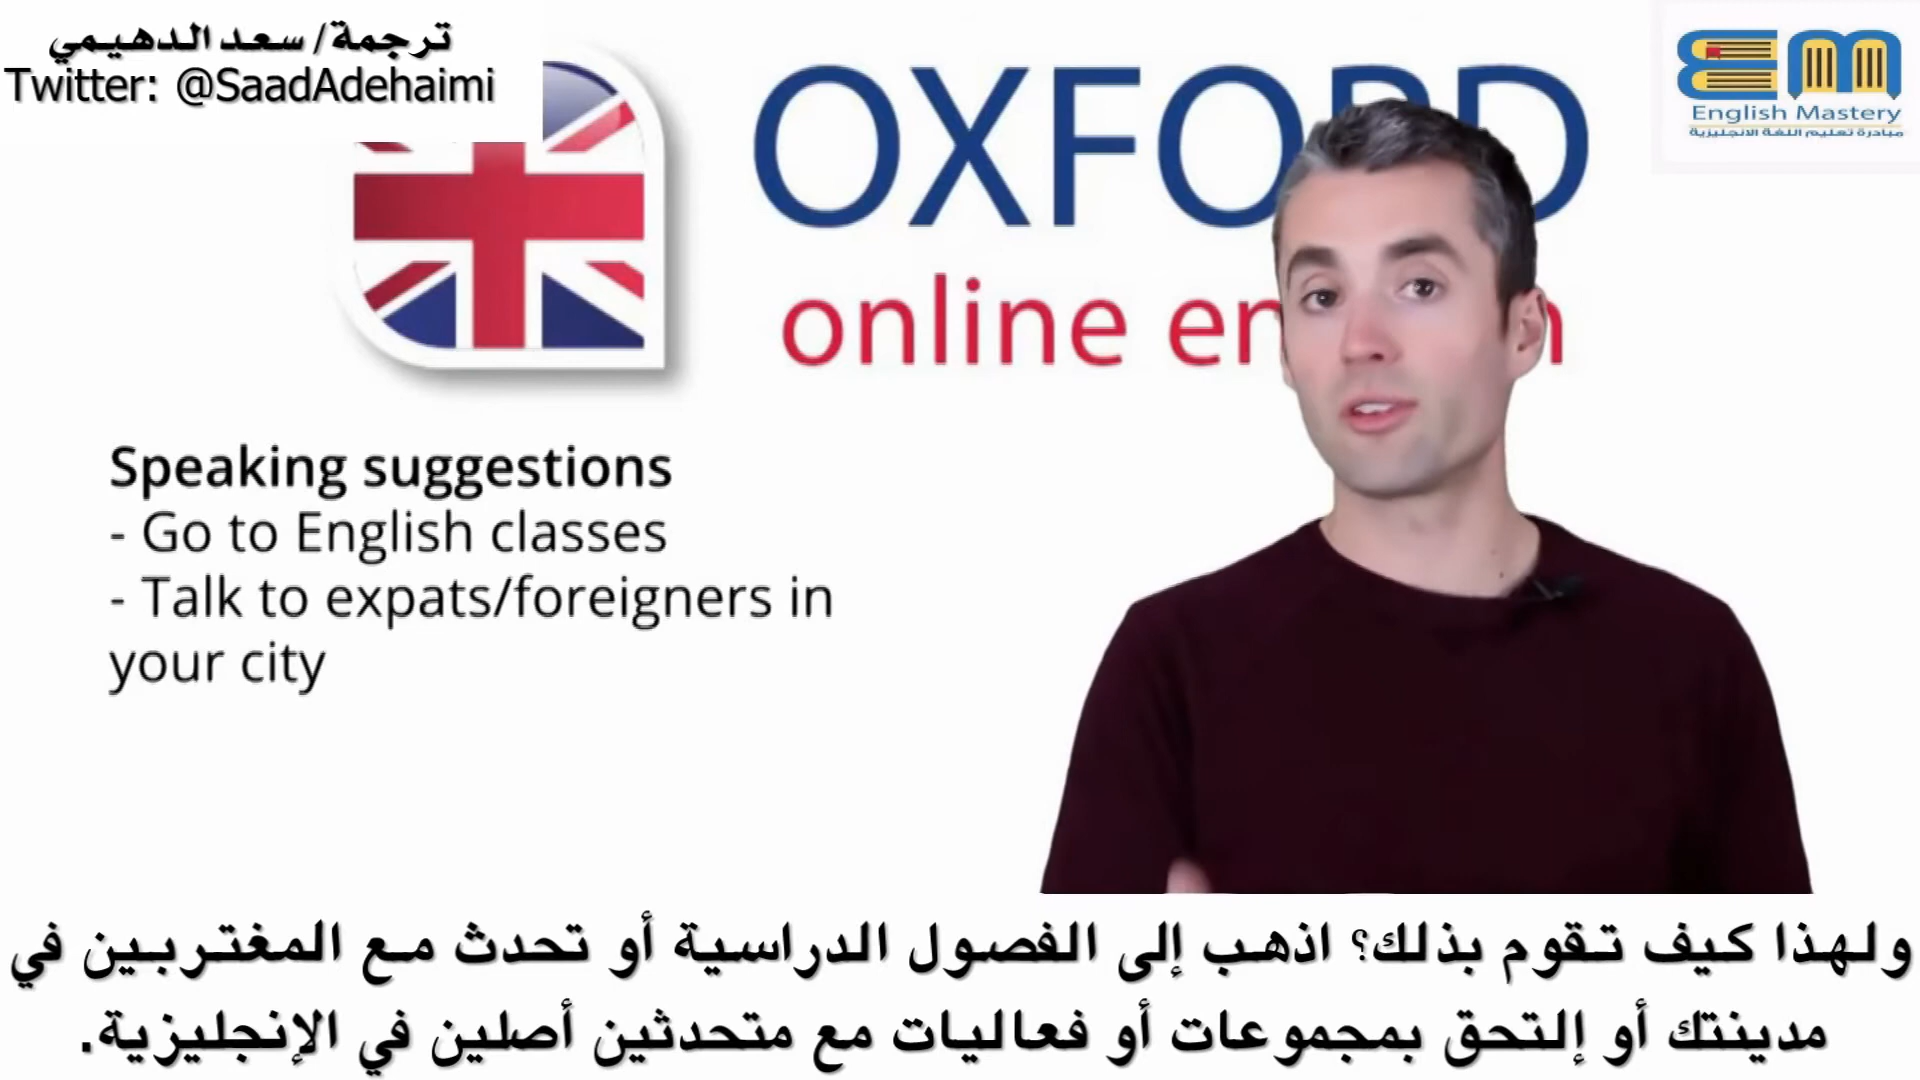 ترجمة/ سعد الدهيمي
Twitter: @SaadAdehaimi
English Mastery
مبادرة تعليم اللغة الانجليزية
OXFORD
online en
Speaking suggestions
- Go to English classes
- Talk to expats/foreigners in
your city
ولهذا كيف تقوم بذلك؟ اذهب إلى الفصول الدراسية أو تحدث مع المغتربين في
مدينتك أو إلتحق بمجموعات أو فعاليات مع متحدثين أصلين في الإنجليزية.